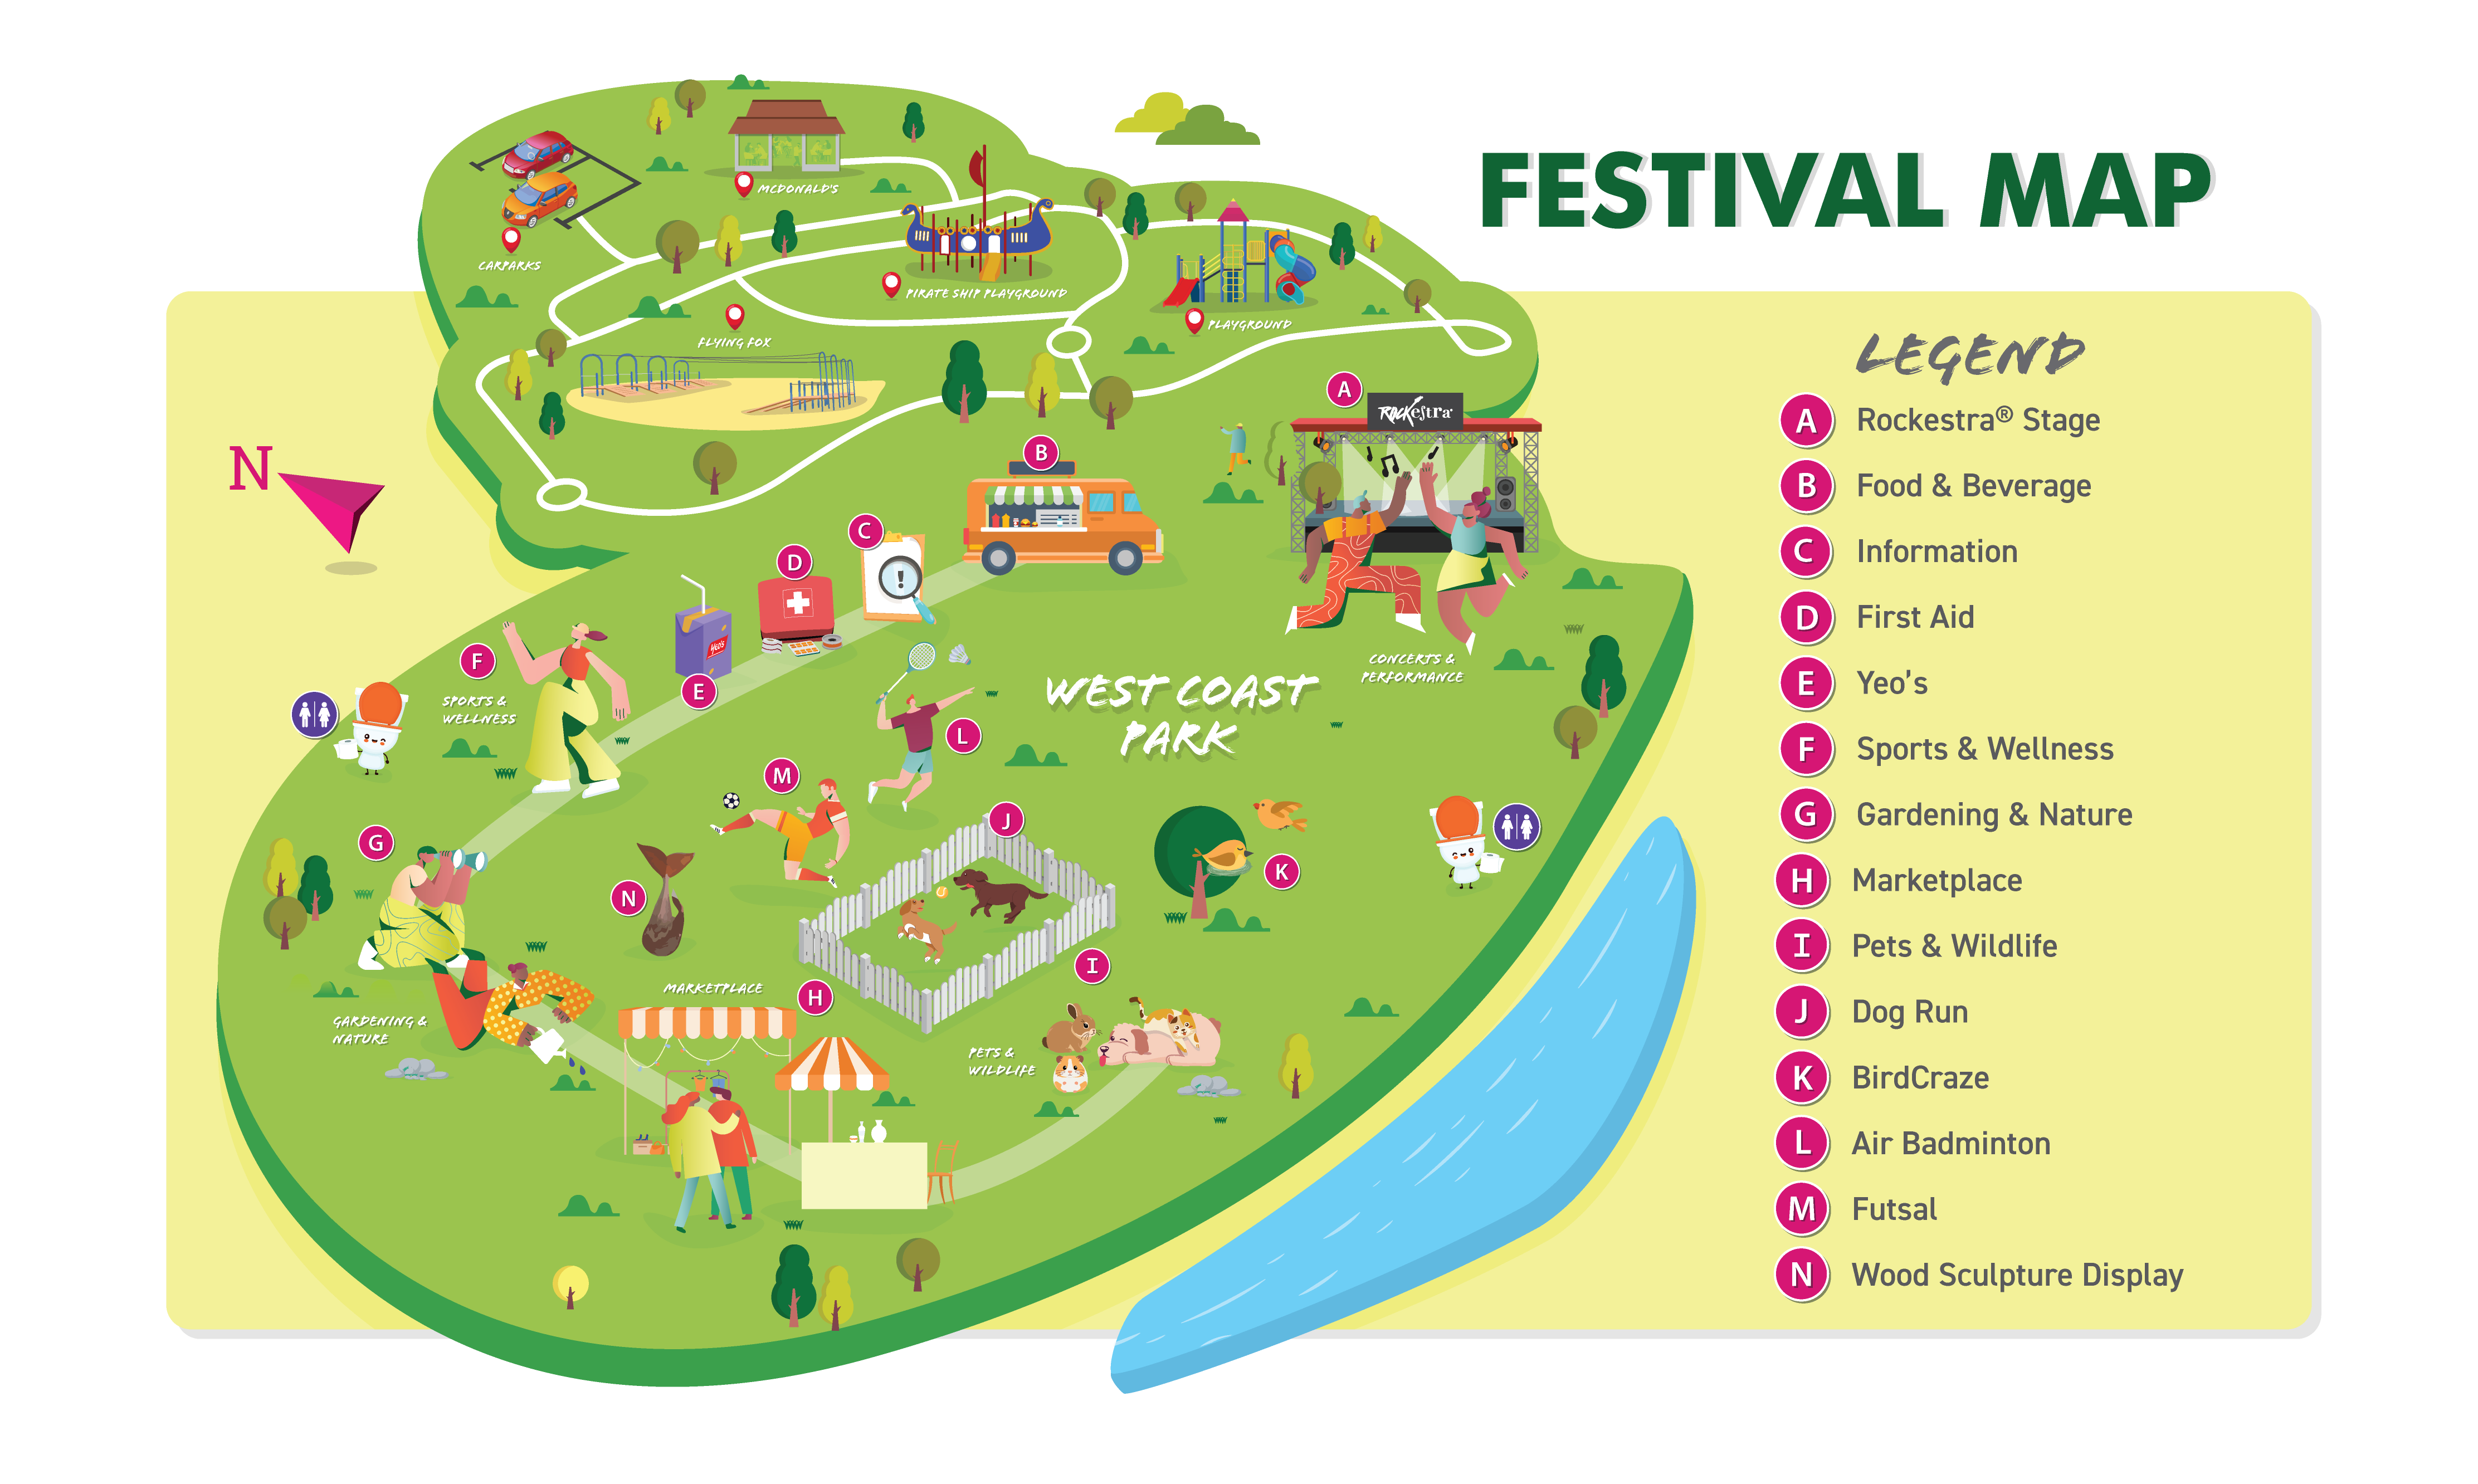 FESTIVAL MAP
MCDONALD'S
CARPARKS
PIRATE SHIP PLAYGROUND
PLAYGROUND
FLYING FOX
N
A
ROCKestra
B
C
D
Yeo's
E
F
SPORTS &
WELLNESS
CONCERTS &
PERFORMANCE
WEST COAST
PARK
L
M
J
G
K
N
I
MARKETPLACE
H
GARDENING &
NATURE
PETS &
WILDLIFE
LEGEND
A Rockestra® Stage
B Food & Beverage
C Information
D First Aid
E Yeo's
F Sports & Wellness
G Gardening & Nature
H Marketplace
I Pets & Wildlife
J Dog Run
K BirdCraze
L Air Badminton
M Futsal
N Wood Sculpture Display